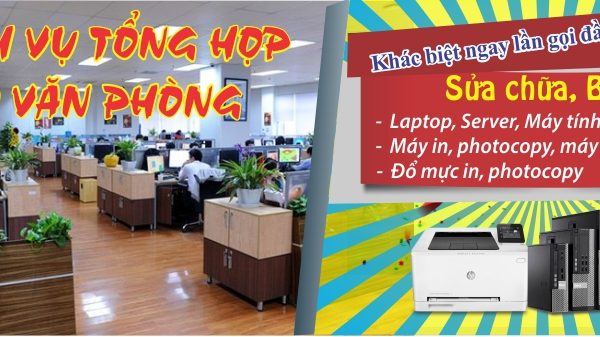 VỤ TỔNG HỢP
VĂN PHÒNG
Khác biệt ngay lần gọi
Sửa chữa,
- Laptop, Server, Máy tính
- Máy in, photocopy, máy
- Đổ mực in, photocopy
hp